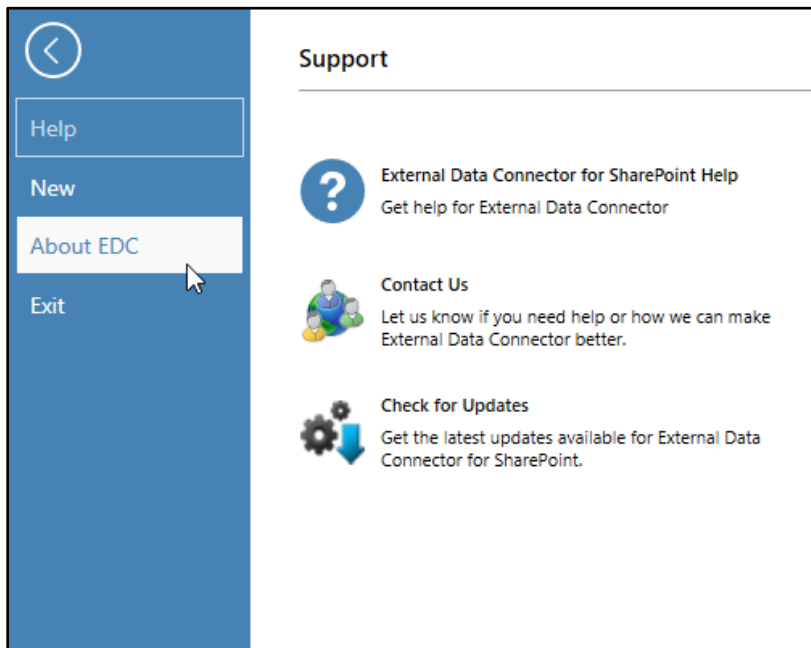 Help
New
About EDC
Exit
Support
External Data Connector for SharePoint Help
Get help for External Data Connector
Contact Us
Let us know if you need help or how we can make
External Data Connector better.
Check for Updates
Get the latest updates available for External Data
Connector for SharePoint.